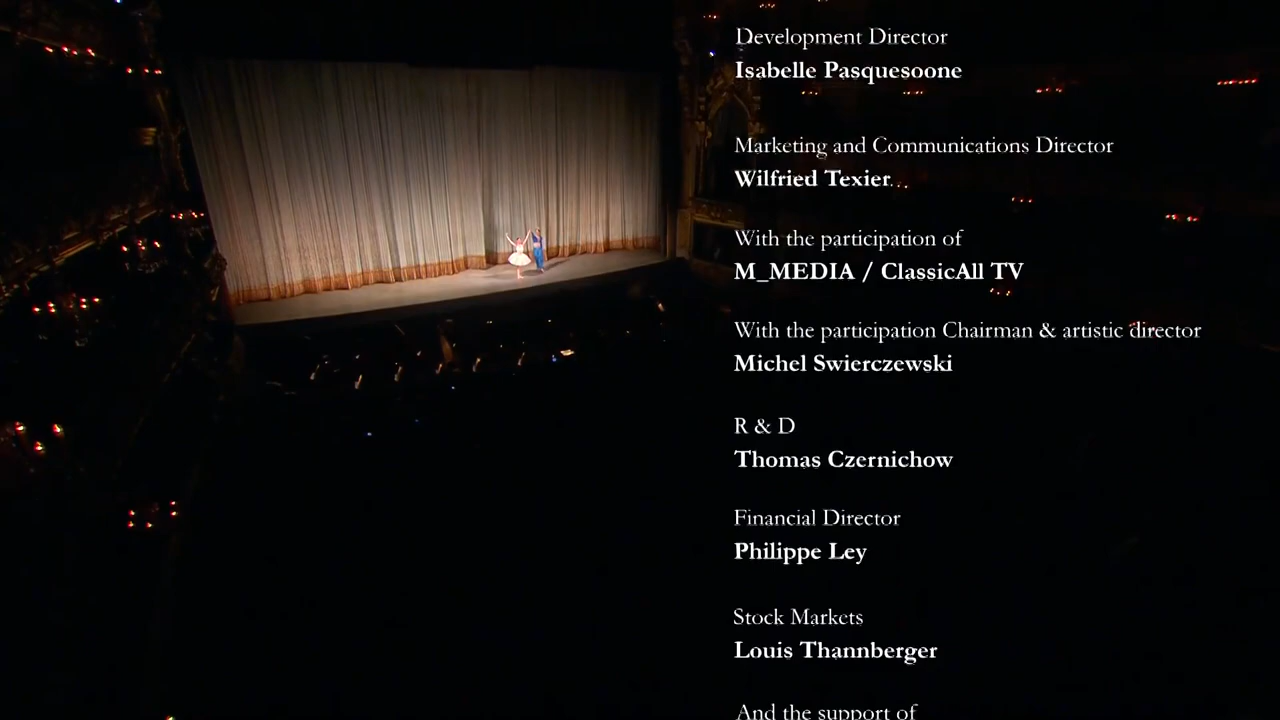 Development Director
Isabelle Pasquesoone
Marketing and Communications Director
Wilfried Texier
With the participation of
M_MEDIA / ClassicAll TV
With the participation Chairman & artistic director
Michel Swierczewski
R & D
Thomas Czernichow
Financial Director
Philippe Ley
Stock Markets
Louis Thannberger
And the support of